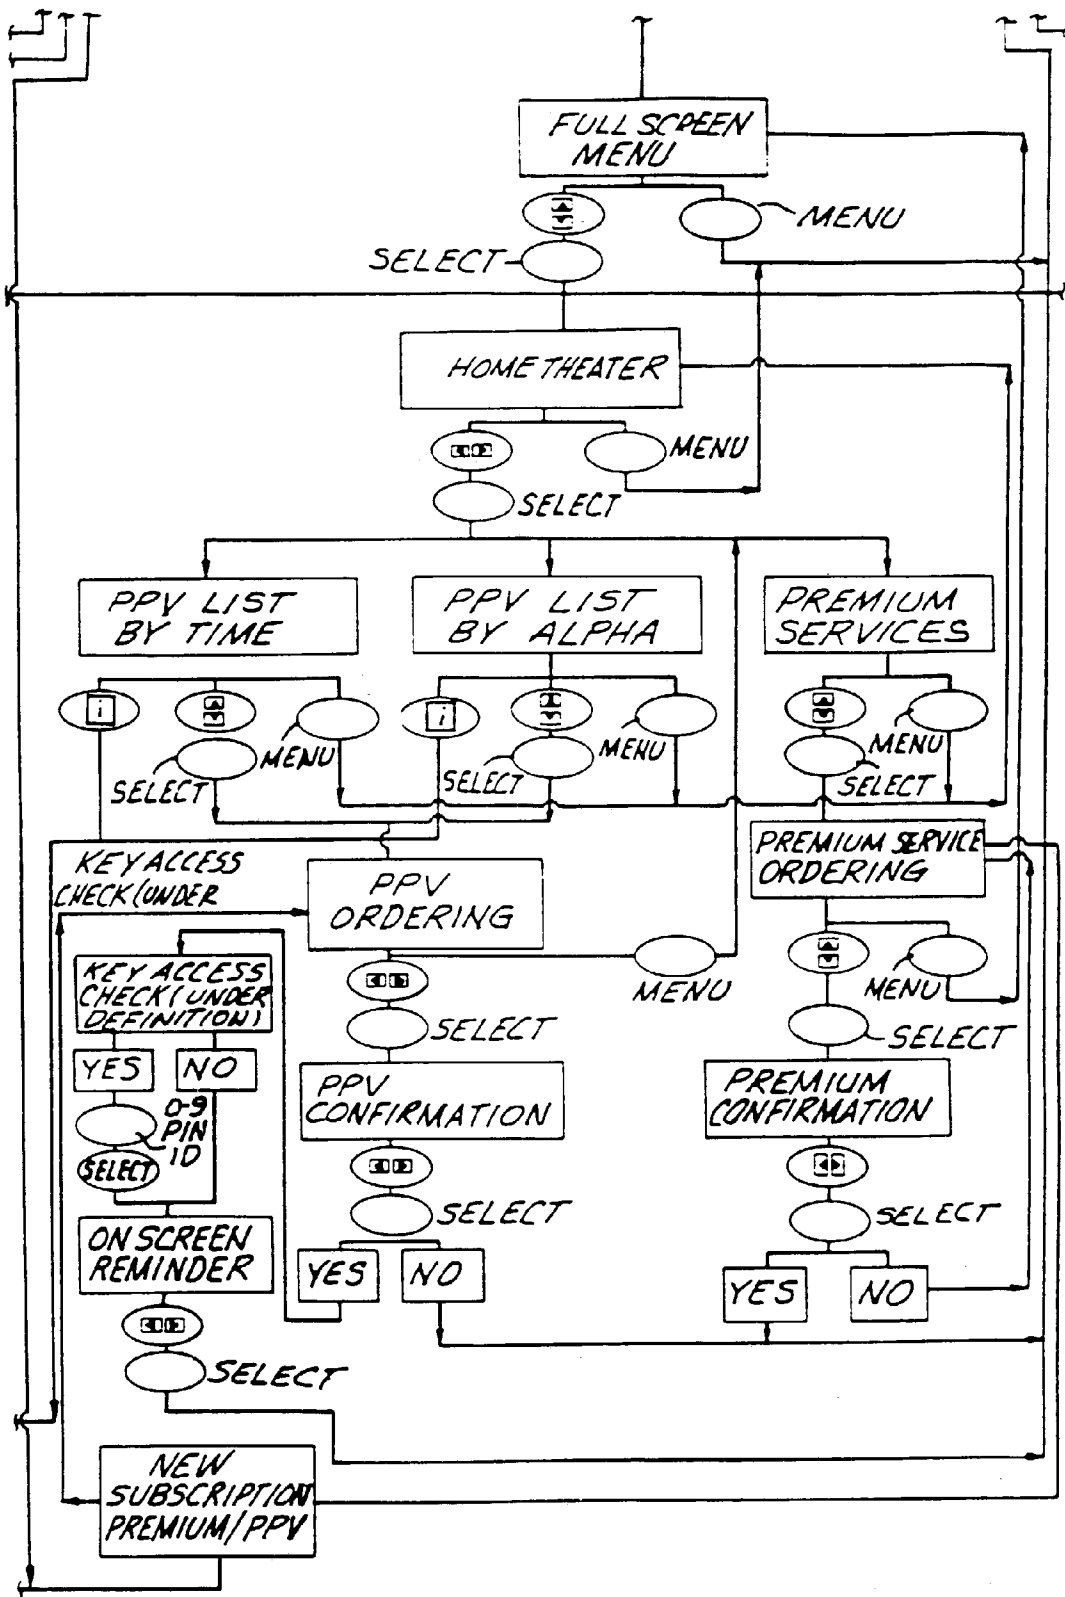 FULL SCREEN
MENU
MENU
SELECT
HOME THEATER
MENU
SELECT
PPV LIST
BY TIME
PPV LIST
BY ALPHA
PREMIUM
SERVICES
i
i
MENU
SELECT
MENU
SELECT
MENU
SELECT
KEY ACCESS
CHECK (UNDER
PPV
ORDERING
PREMIUM SERVICE
ORDERING
KEY ACCESS
CHECK (UNDER
DEFINITION)
MENU
MENU
SELECT
SELECT
YES
NO
0-9
PIN
ID
SELECT
PPV
CONFIRMATION
PREMIUM
CONFIRMATION
SELECT
SELECT
ON SCREEN
REMINDER
YES
NO
YES
NO
SELECT
NEW
SUBSCRIPTION
PREMIUM/PPV